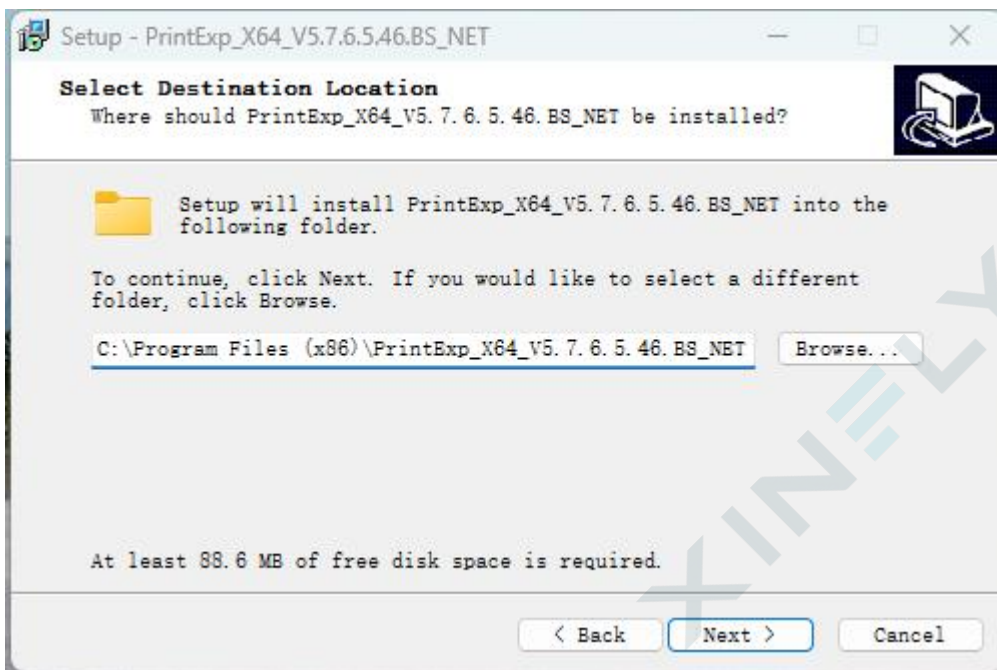 Setup - PrintExp_X64_V5.7.6.5.46.BS_NET
Select Destination Location
Where should PrintExp_X64_V5.7.6.5.46.BS_NET be installed?
Setup will install PrintExp_X64_V5.7.6.5.46.BS_NET into the
following folder.
To continue, click Next. If you would like to select a different
folder, click Browse.
C:\Program Files (x86)\PrintExp_X64_V5.7.6.5.46.BS_NET
Browse...
At least 88.6 MB of free disk space is required.
< Back
Next >
Cancel
XINFLY